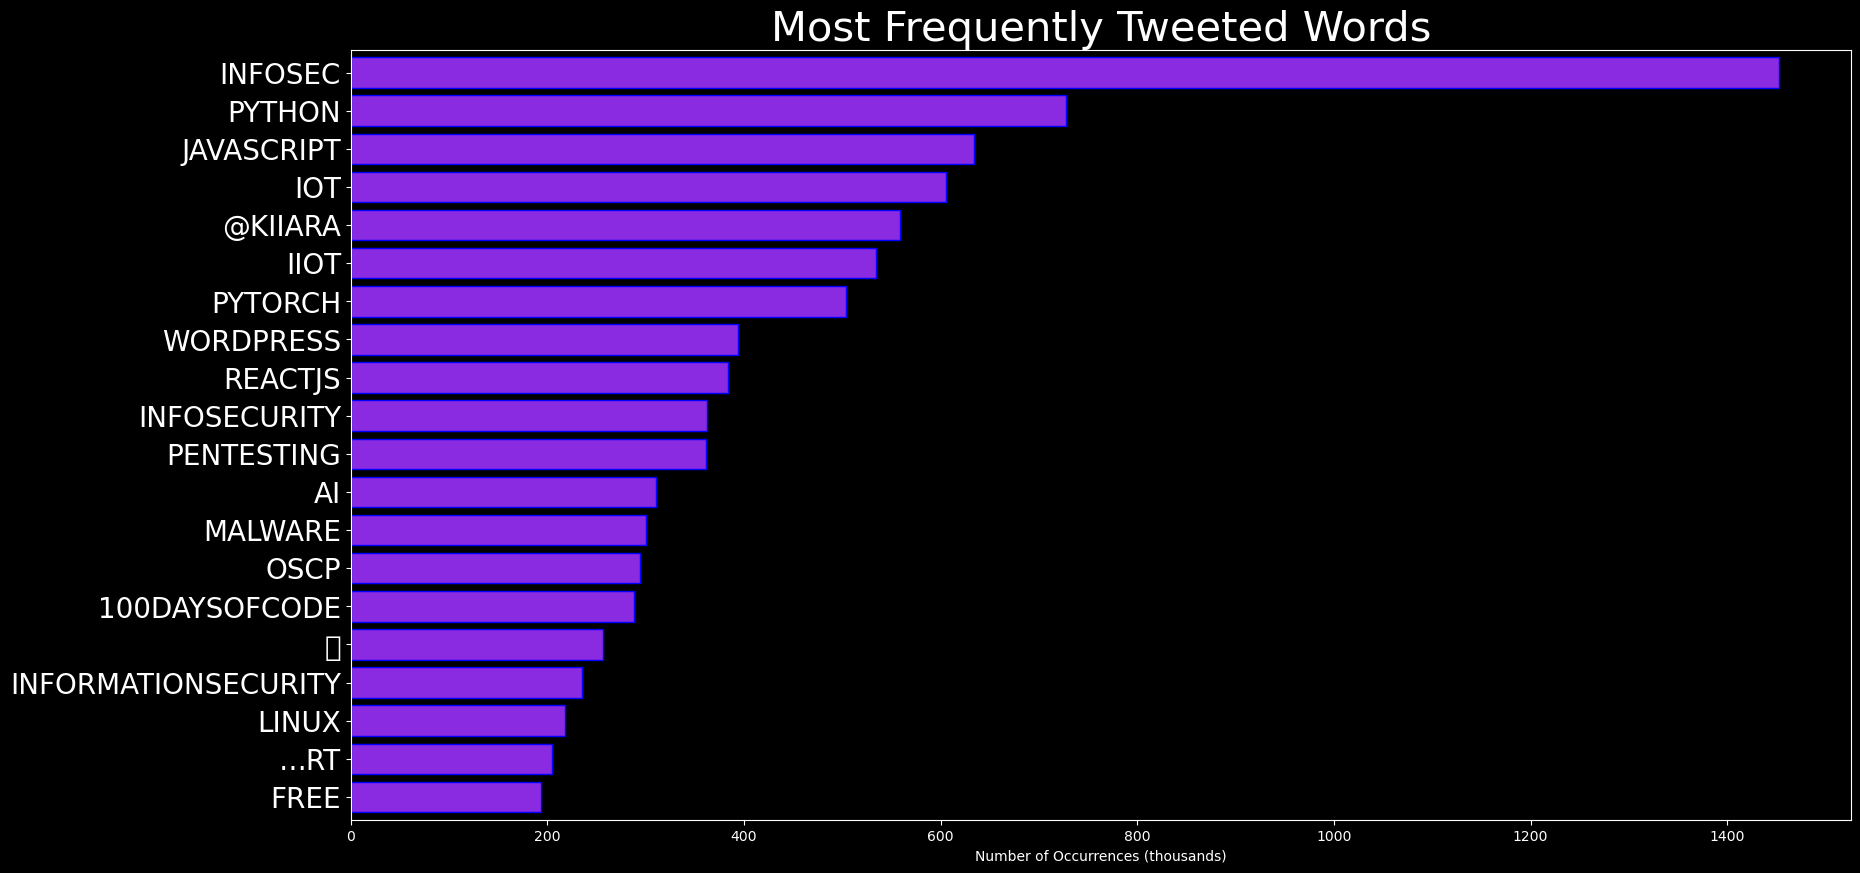 Most Frequently Tweeted Words
INFOSEC
PYTHON
JAVASCRIPT
IOT
@KIIARA
IIOT
PYTORCH
WORDPRESS
REACTJS
INFOSECURITY
PENTESTING
AI
MALWARE
OSCP
100DAYSOFCODE
INFORMATIONSECURITY
LINUX
…RT
FREE
0 200 400 600 800 1000 1200 1400
Number of Occurrences (thousands)